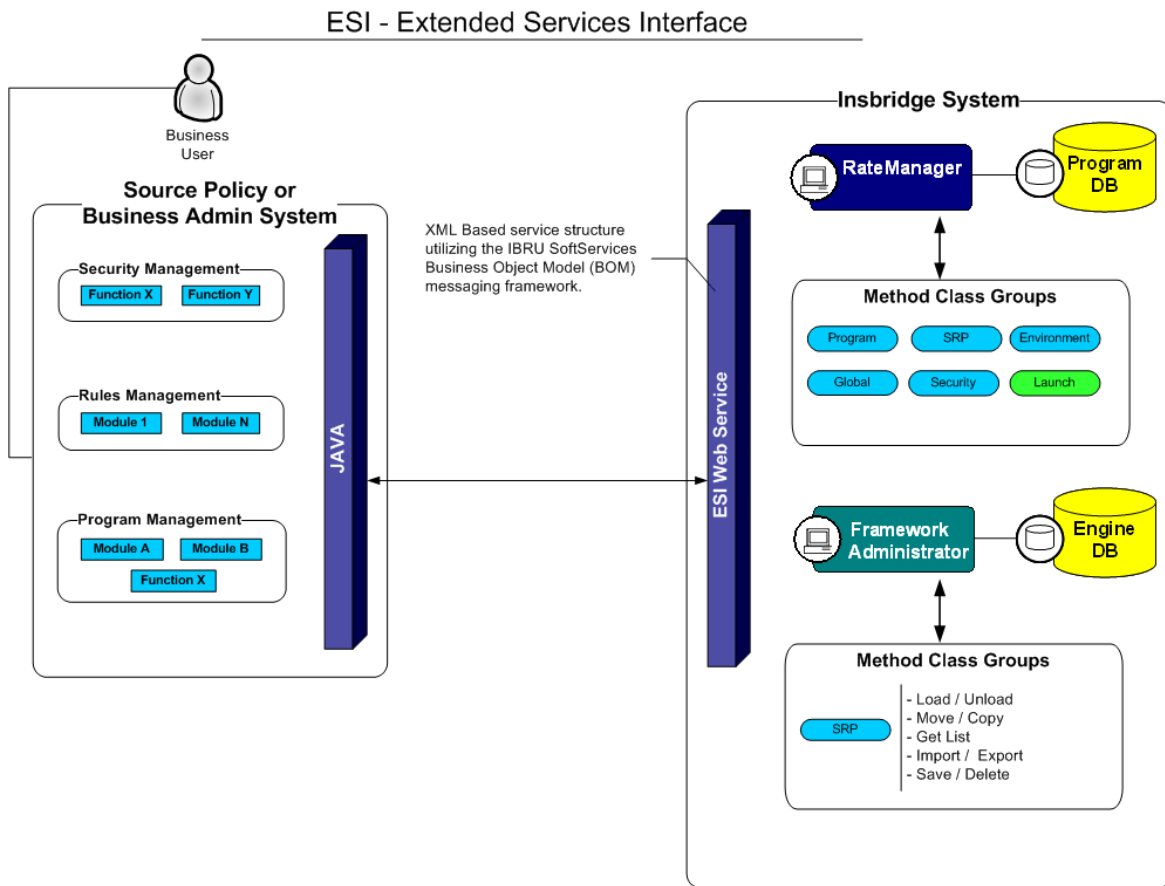 ESI - Extended Services Interface
Business
User
Source Policy or
Business Admin System
Security Management
Function X
Function Y
Rules Management
Module 1
Module N
Program Management
Module A
Module B
Function X
JAVA
XML Based service structure
utilizing the IBRU SoftServices
Business Object Model (BOM)
messaging framework.
Insbridge System
ESI Web Service
RateManager
Program
DB
Method Class Groups
Program
SRP
Environment
Global
Security
Launch
Framework
Administrator
Engine
DB
Method Class Groups
SRP
- Load / Unload
- Move / Copy
- Get List
- Import /  Export
- Save / Delete